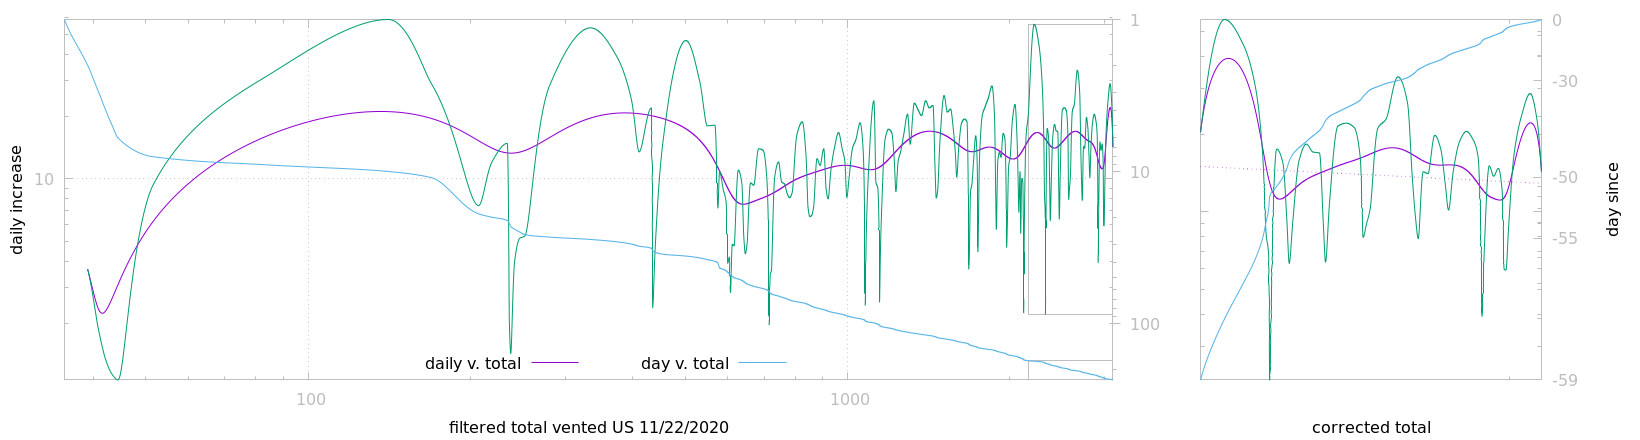 daily increase
10
daily v. total
day v. total
100
1000
filtered total vented US 11/22/2020
1
10
100
0
-30
-50
-55
-59
day since
corrected total